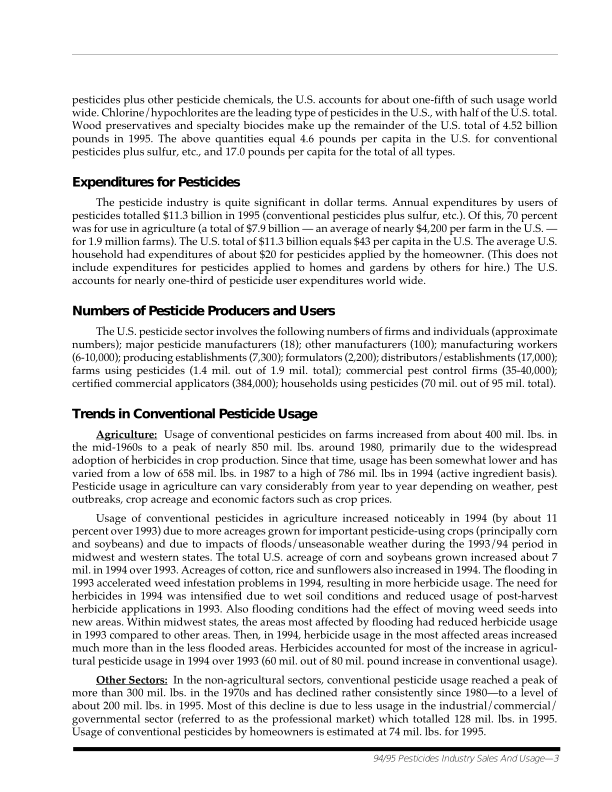 pesticides plus other pesticide chemicals, the U.S. accounts for about one-fifth of such usage world
wide. Chlorine/hypochlorites are the leading type of pesticides in the U.S., with half of the U.S. total.
Wood preservatives and specialty biocides make up the remainder of the U.S. total of 4.52 billion
pounds in 1995. The above quantities equal 4.6 pounds per capita in the U.S. for conventional
pesticides plus sulfur, etc., and 17.0 pounds per capita for the total of all types.
Expenditures for Pesticides
The pesticide industry is quite significant in dollar terms. Annual expenditures by users of
pesticides totalled $11.3 billion in 1995 (conventional pesticides plus sulfur, etc.). Of this, 70 percent
was for use in agriculture (a total of $7.9 billion — an average of nearly $4,200 per farm in the U.S. —
for 1.9 million farms). The U.S. total of $11.3 billion equals $43 per capita in the U.S. The average U.S.
household had expenditures of about $20 for pesticides applied by the homeowner. (This does not
include expenditures for pesticides applied to homes and gardens by others for hire.) The U.S.
accounts for nearly one-third of pesticide user expenditures world wide.
Numbers of Pesticide Producers and Users
The U.S. pesticide sector involves the following numbers of firms and individuals (approximate
numbers); major pesticide manufacturers (18); other manufacturers (100); manufacturing workers
(6-10,000); producing establishments (7,300); formulators (2,200); distributors/establishments (17,000);
farms using pesticides (1.4 mil. out of 1.9 mil. total); commercial pest control firms (35-40,000);
certified commercial applicators (384,000); households using pesticides (70 mil. out of 95 mil. total).
Trends in Conventional Pesticide Usage
Agriculture: Usage of conventional pesticides on farms increased from about 400 mil. lbs. in
the mid-1960s to a peak of nearly 850 mil. lbs. around 1980, primarily due to the widespread
adoption of herbicides in crop production. Since that time, usage has been somewhat lower and has
varied from a low of 658 mil. lbs. in 1987 to a high of 786 mil. lbs in 1994 (active ingredient basis).
Pesticide usage in agriculture can vary considerably from year to year depending on weather, pest
outbreaks, crop acreage and economic factors such as crop prices.
Usage of conventional pesticides in agriculture increased noticeably in 1994 (by about 11
percent over 1993) due to more acreages grown for important pesticide-using crops (principally corn
and soybeans) and due to impacts of floods/unseasonable weather during the 1993/94 period in
midwest and western states. The total U.S. acreage of corn and soybeans grown increased about 7
mil. in 1994 over 1993. Acreages of cotton, rice and sunflowers also increased in 1994. The flooding in
1993 accelerated weed infestation problems in 1994, resulting in more herbicide usage. The need for
herbicides in 1994 was intensified due to wet soil conditions and reduced usage of post-harvest
herbicide applications in 1993. Also flooding conditions had the effect of moving weed seeds into
new areas. Within midwest states, the areas most affected by flooding had reduced herbicide usage
in 1993 compared to other areas. Then, in 1994, herbicide usage in the most affected areas increased
much more than in the less flooded areas. Herbicides accounted for most of the increase in agricul-
tural pesticide usage in 1994 over 1993 (60 mil. out of 80 mil. pound increase in conventional usage).
Other Sectors: In the non-agricultural sectors, conventional pesticide usage reached a peak of
more than 300 mil. lbs. in the 1970s and has declined rather consistently since 1980—to a level of
about 200 mil. lbs. in 1995. Most of this decline is due to less usage in the industrial/commercial/
governmental sector (referred to as the professional market) which totalled 128 mil. lbs. in 1995.
Usage of conventional pesticides by homeowners is estimated at 74 mil. lbs. for 1995.
94/95 Pesticides Industry Sales And Usage—3